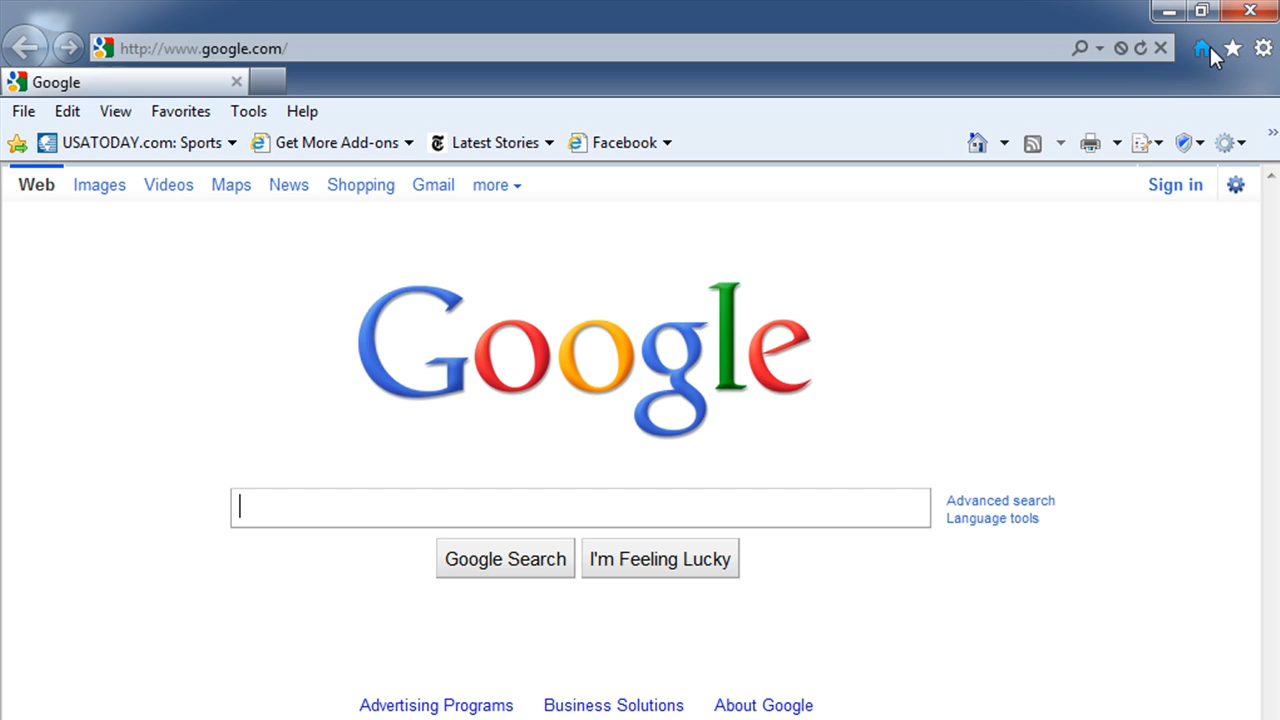 http://www.google.com/
Google
File Edit View Favorites Tools Help
USATODAY.com: Sports Get More Add-ons Latest Stories Facebook
Web Images Videos Maps News Shopping Gmail more Sign in
Google
Advanced search
Language tools
Google Search I'm Feeling Lucky
Advertising Programs Business Solutions About Google